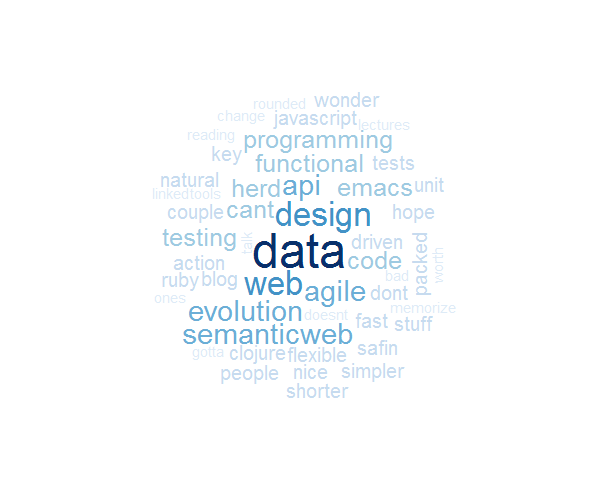 rounded
wonder
change
javascript
lectures
reading
programming
key
functional
tests
natural
herd
api
emacs
unit
linkedtools
couple
cant
design
hope
testing
talk
data
driven
packed
worth
action
code
ruby
blog
web
agile
bad
dont
ones
evolution
doesnt
memorize
semanticweb
fast
stuff
gotta
clojure
flexible
safin
people
nice
simpler
shorter